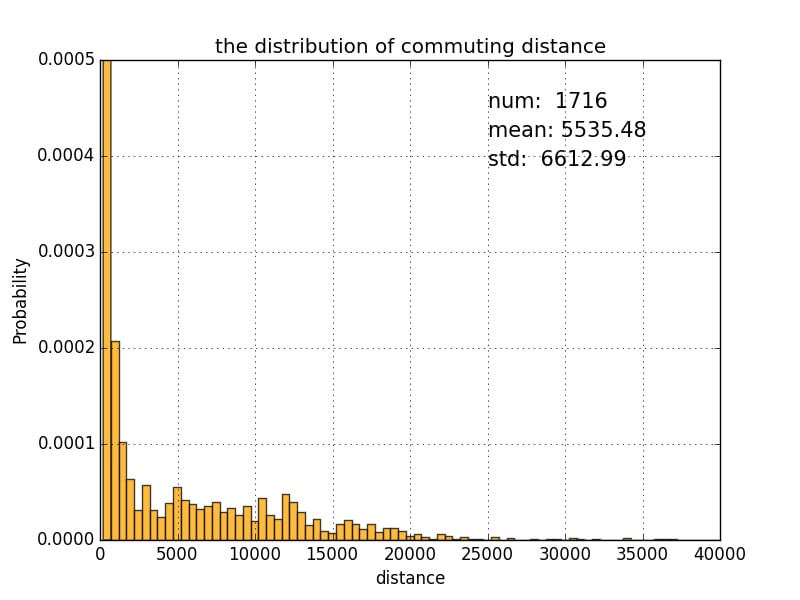 the distribution of commuting distance
num: 1716
mean: 5535.48
std: 6612.99
0.0005
0.0004
0.0003
0.0002
0.0001
0.0000
Probability
0 5000 10000 15000 20000 25000 30000 35000 40000
distance